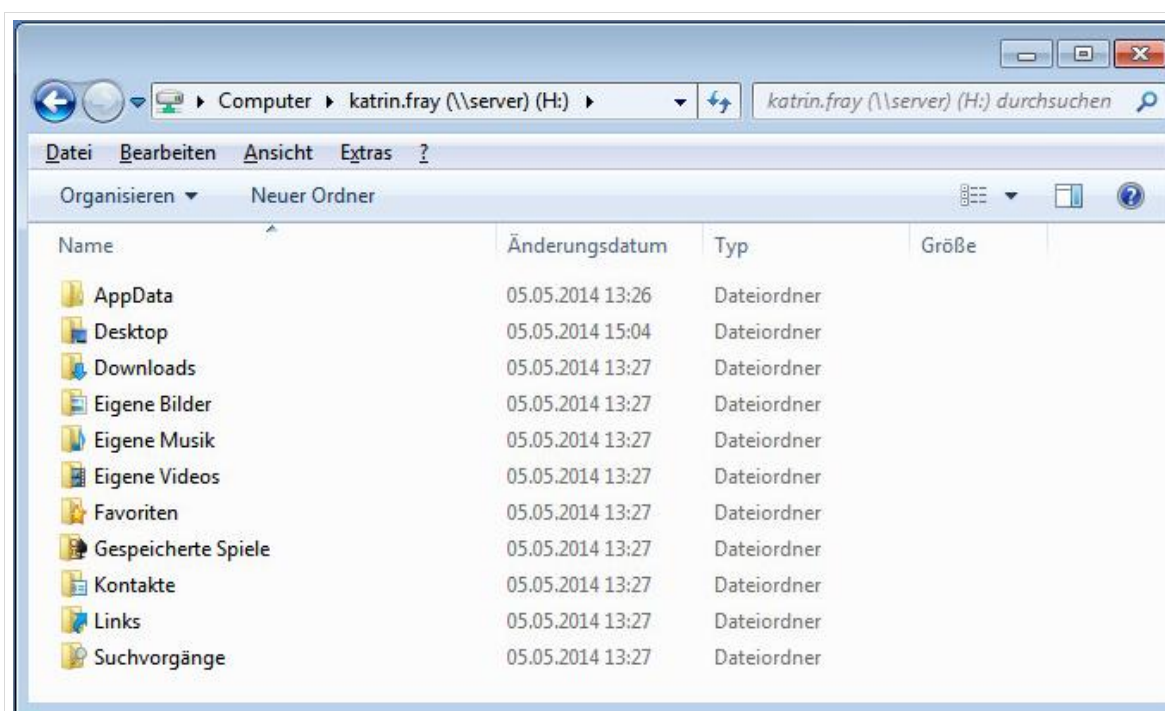 Computer katrin.fray (\\server) (H:) katrin.fray (\\server) (H:) durchsuchen
Datei Bearbeiten Ansicht Extras ?
Organisieren Neuer Ordner
Name Änderungsdatum Typ Größe
AppData 05.05.2014 13:26 Dateiordner
Desktop 05.05.2014 15:04 Dateiordner
Downloads 05.05.2014 13:27 Dateiordner
Eigene Bilder 05.05.2014 13:27 Dateiordner
Eigene Musik 05.05.2014 13:27 Dateiordner
Eigene Videos 05.05.2014 13:27 Dateiordner
Favoriten 05.05.2014 13:27 Dateiordner
Gespeicherte Spiele 05.05.2014 13:27 Dateiordner
Kontakte 05.05.2014 13:27 Dateiordner
Links 05.05.2014 13:27 Dateiordner
Suchvorgänge 05.05.2014 13:27 Dateiordner